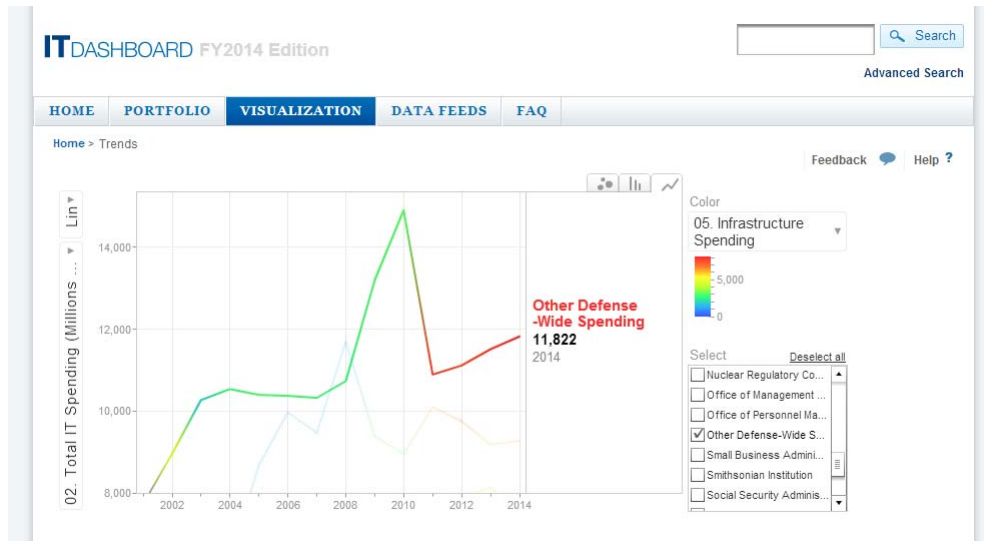 ITDASHBOARD FY2014 Edition
Search
Advanced Search
HOME PORTFOLIO VISUALIZATION DATA FEEDS FAQ
Home > Trends
Feedback Help ?
Lin
02. Total IT Spending (Millions ...
14,000
12,000
10,000
8,000
2002 2004 2006 2008 2010 2012 2014
Other Defense
-Wide Spending
11,822
2014
Color
05. Infrastructure
Spending
5,000
0
Select Deselect all
Nuclear Regulatory Co...
Office of Management ...
Office of Personnel Ma...
Other Defense-Wide S...
Small Business Admini...
Smithsonian Institution
Social Security Adminis...